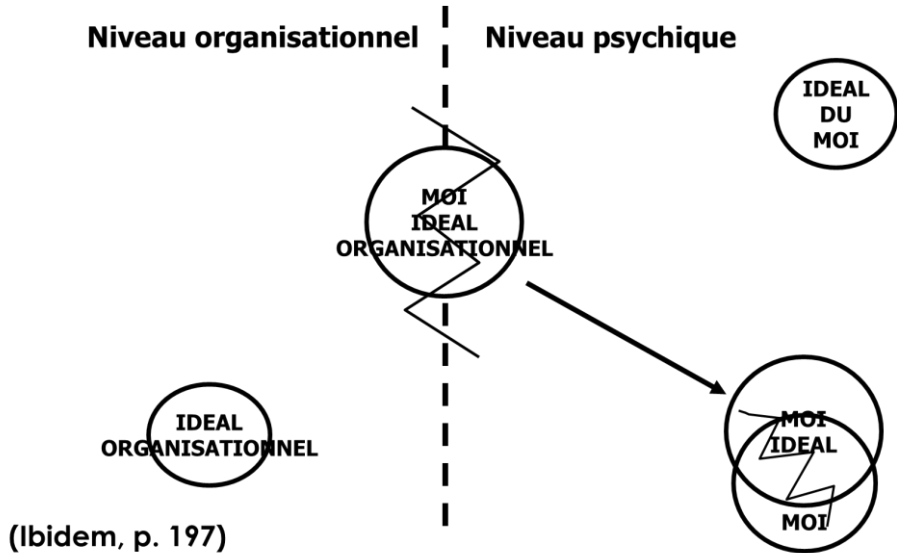 Niveau organisationnel
Niveau psychique
IDEAL
DU
MOI
MOI
IDEAL
ORGANISATIONNEL
IDEAL
ORGANISATIONNEL
MOI
IDEAL
MOI
(Ibidem, p. 197)